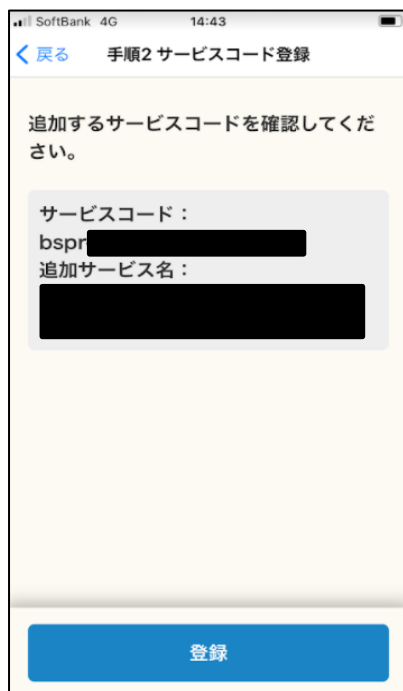 SoftBank 4G 14:43
戻る 手順2 サービスコード登録
追加するサービスコードを確認してくだ
さい。
サービスコード：
bspr
追加サービス名：
登録